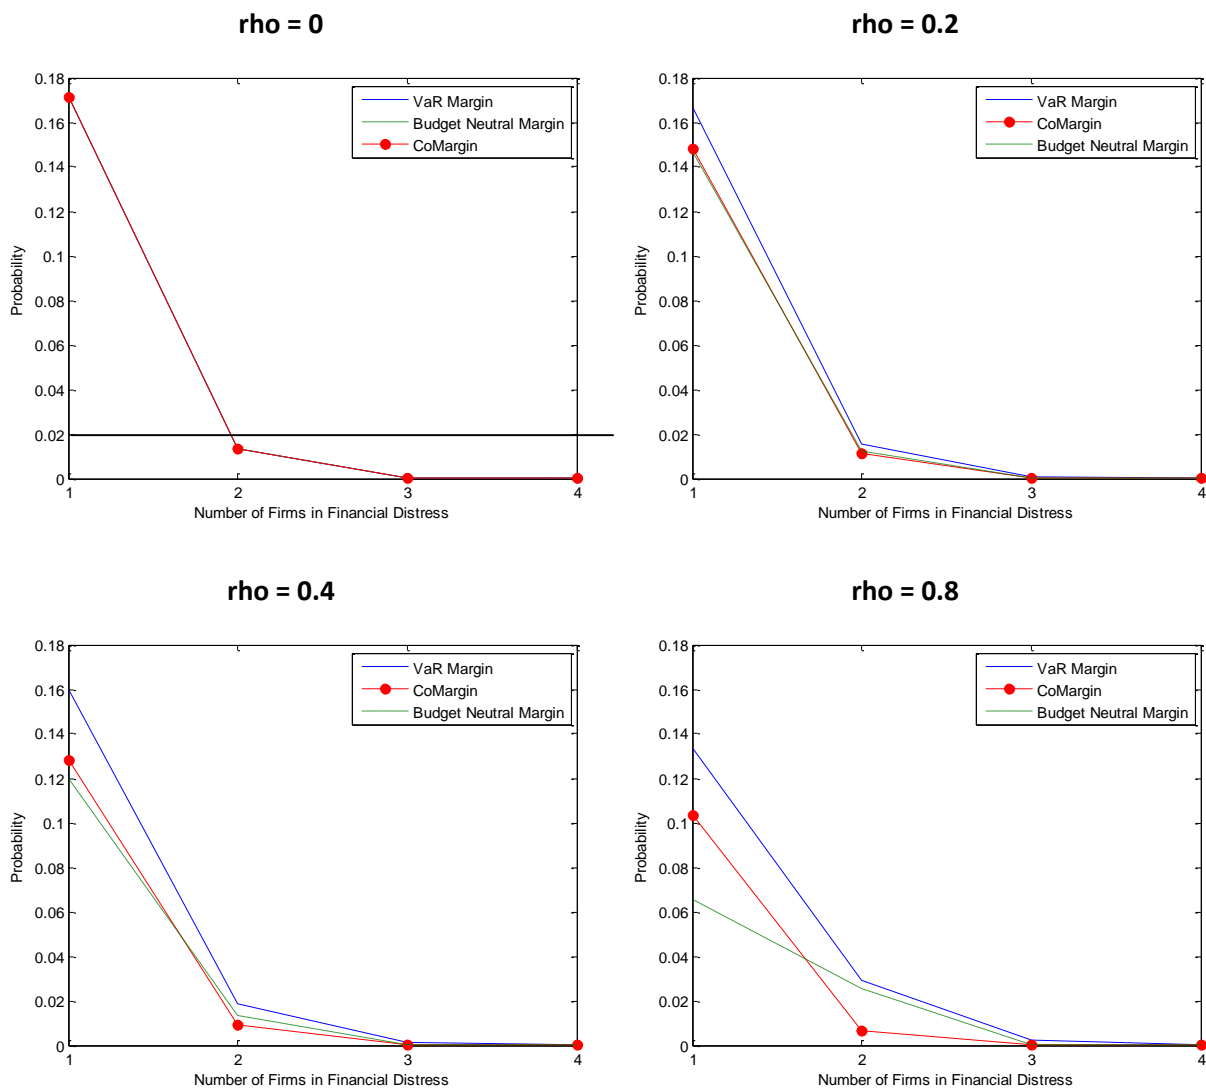 rho = 0
0.18
0.16
0.14
0.12
0.1
0.08
0.06
0.04
0.02
0
Probability
VaR Margin
Budget Neutral Margin
CoMargin
1 2 3 4
Number of Firms in Financial Distress
rho = 0.2
0.18
0.16
0.14
0.12
0.1
0.08
0.06
0.04
0.02
0
Probability
VaR Margin
CoMargin
Budget Neutral Margin
1 2 3 4
Number of Firms in Financial Distress
rho = 0.4
0.18
0.16
0.14
0.12
0.1
0.08
0.06
0.04
0.02
0
Probability
VaR Margin
CoMargin
Budget Neutral Margin
1 2 3 4
Number of Firms in Financial Distress
rho = 0.8
0.18
0.16
0.14
0.12
0.1
0.08
0.06
0.04
0.02
0
Probability
VaR Margin
CoMargin
Budget Neutral Margin
1 2 3 4
Number of Firms in Financial Distress